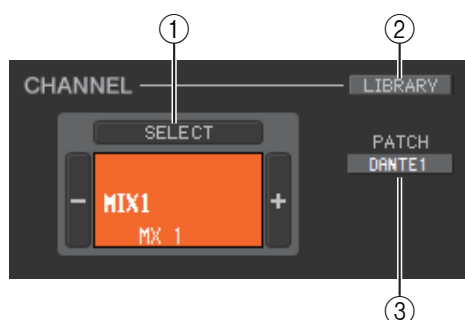 ① ②
CHANNEL LIBRARY
SELECT
PATCH
DANTE1
− MIX1 +
MX 1
③